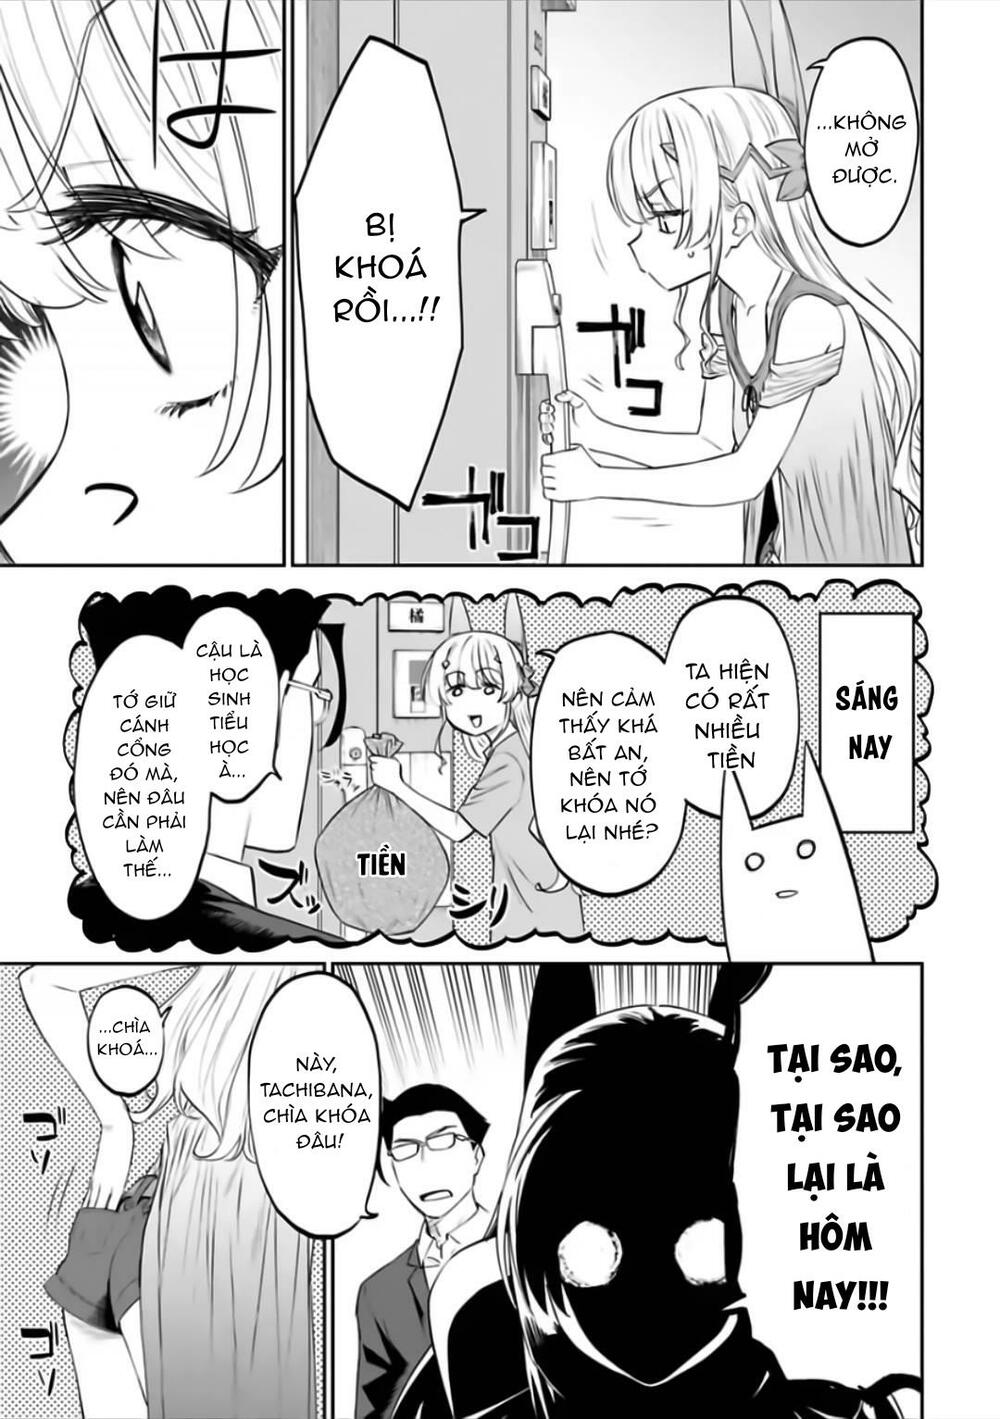 ...KHÔNG
MỞ
ĐƯỢC.
ガコ
BỊ
KHOÁ
RỒI...!!
ガコ
はっ
SÁNG
NAY
TA HIỆN
CÓ RẤT
NHIỀU
TIỀN
NÊN CẢM
THẤY KHÁ
BẤT AN,
NÊN TỚ
KHÓA NÓ
LẠI NHÉ?
橘
TIỀN
ズッ
CẬU LÀ
HỌC
SINH
TIỂU
HỌC
À...
TỚ GIỮ
CÁNH
CỔNG
ĐÓ MÀ,
NÊN ĐÂU
CẦN PHẢI
LÀM
THẾ...
TẠI SAO,
TẠI SAO
LẠI LÀ
HÔM
NAY!!!
NÀY,
TACHIBANA,
CHÌA KHÓA
ĐÂU!
...CHÌA
KHOÁ...
ゴソ
ゴソ